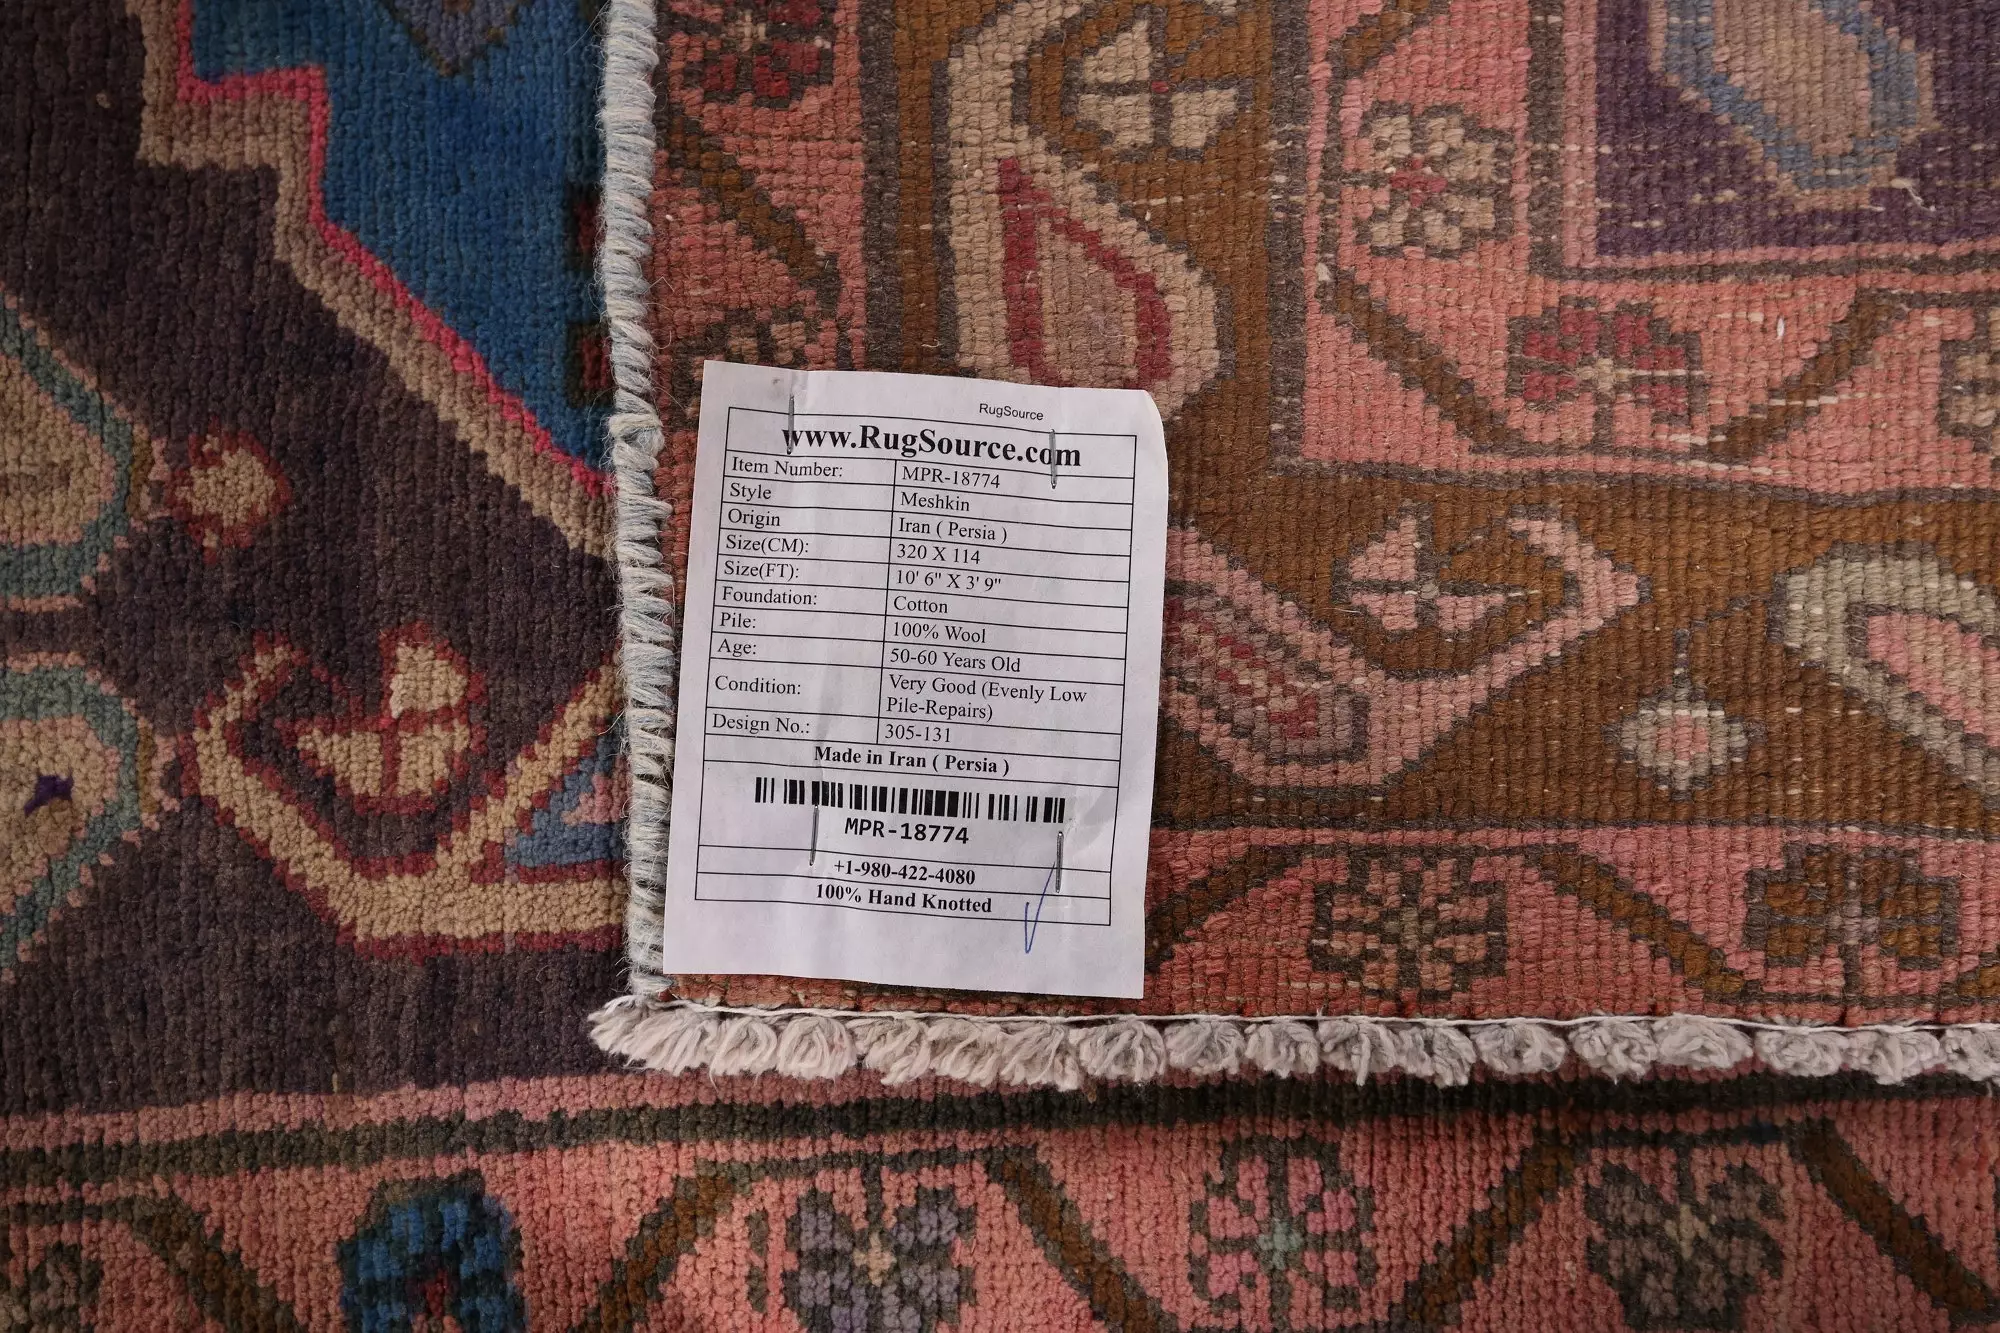 RugSource
www.RugSource.com
Item Number: MPR-18774
Style Meshkin
Origin Iran ( Persia )
Size(CM): 320 X 114
Size(FT): 10' 6" X 3' 9"
Foundation: Cotton
Pile: 100% Wool
Age: 50-60 Years Old
Condition: Very Good (Evenly Low
Pile-Repairs)
Design No.: 305-131
Made in Iran ( Persia )
MPR-18774
+1-980-422-4080
100% Hand Knotted